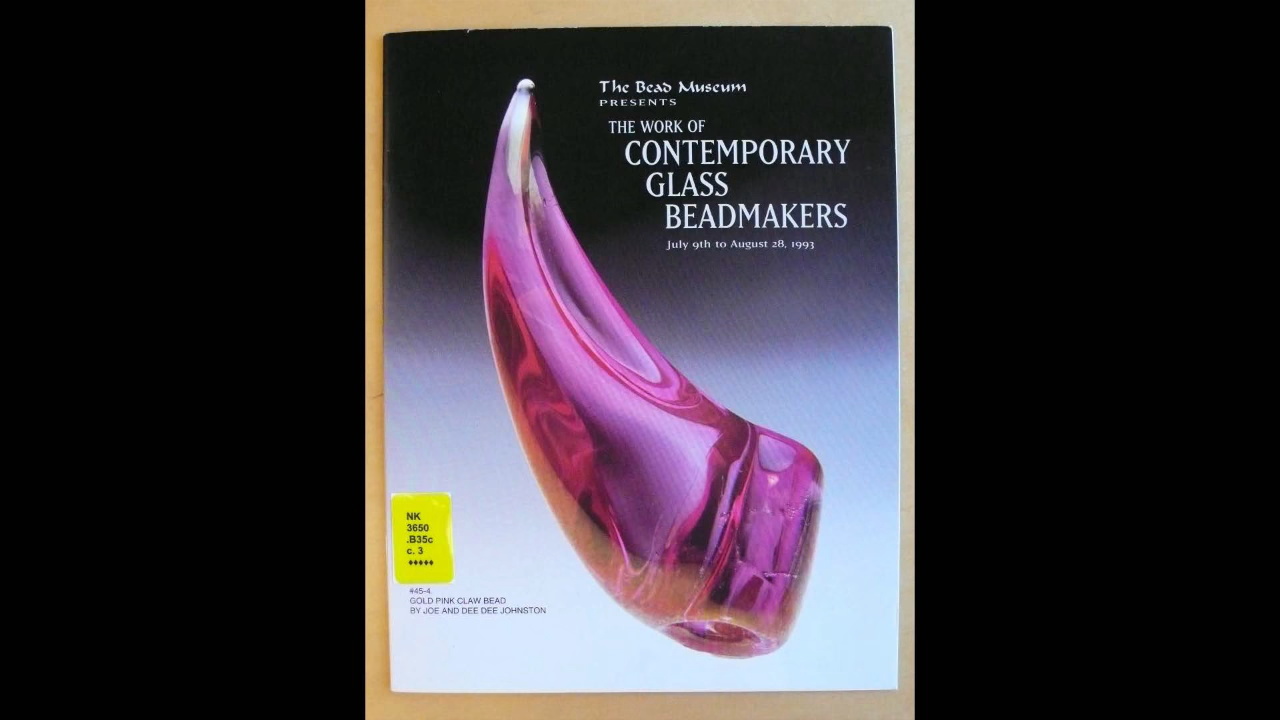 The Bead Museum
PRESENTS
THE WORK OF
CONTEMPORARY
GLASS
BEADMAKERS
July 9th to August 28, 1993
NK
3650
.B35c
c. 3
♦♦♦♦♦
#45-4.
GOLD PINK CLAW BEAD
BY JOE AND DEE DEE JOHNSTON